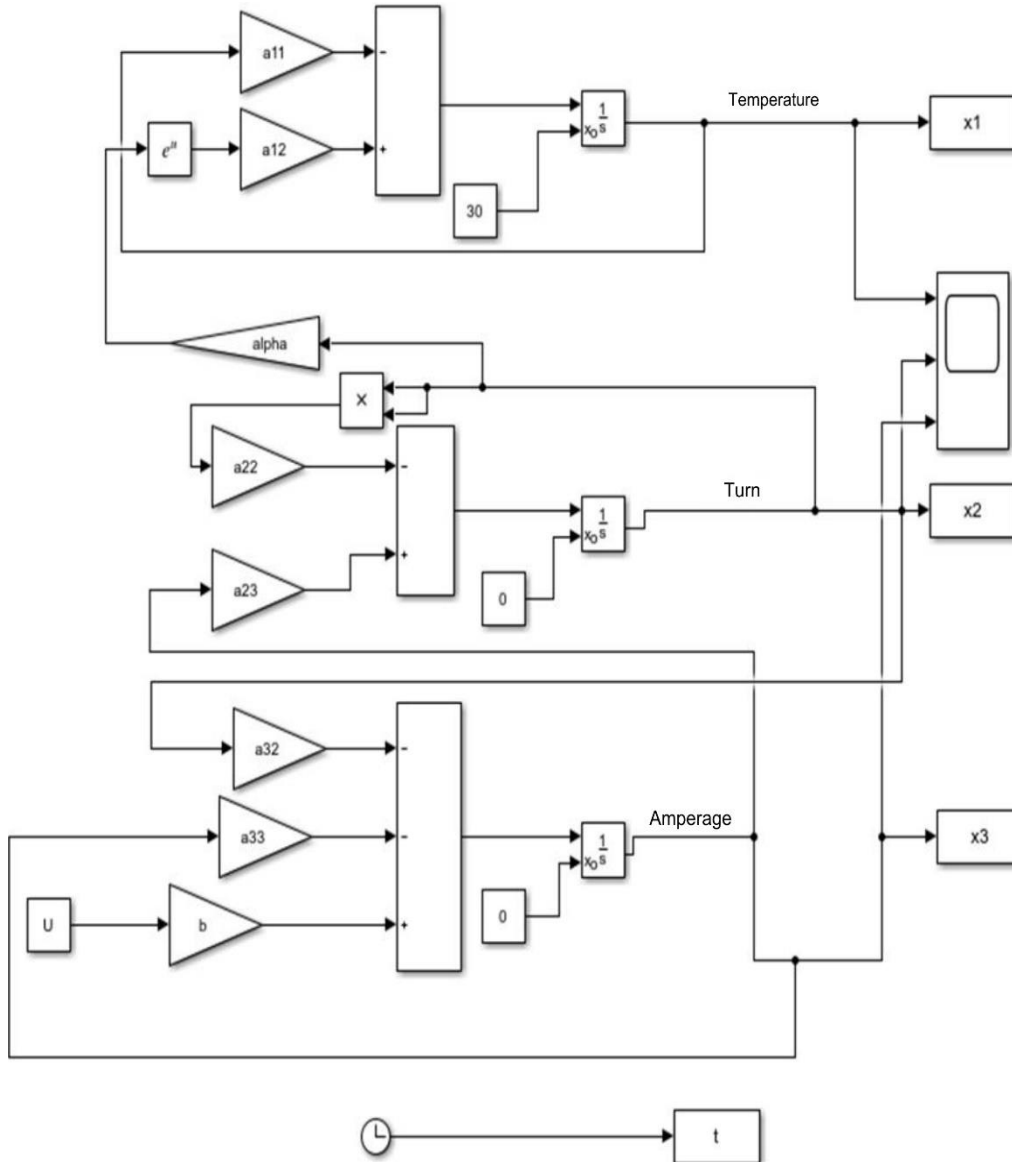 a11
-
1
s
x₀
Temperature
x1
eᵘ
a12
+
30
alpha
X
a22
-
Turn
1
s
x₀
x2
a23
+
0
a32
-
a33
-
Amperage
1
s
x₀
x3
U
b
+
0
t